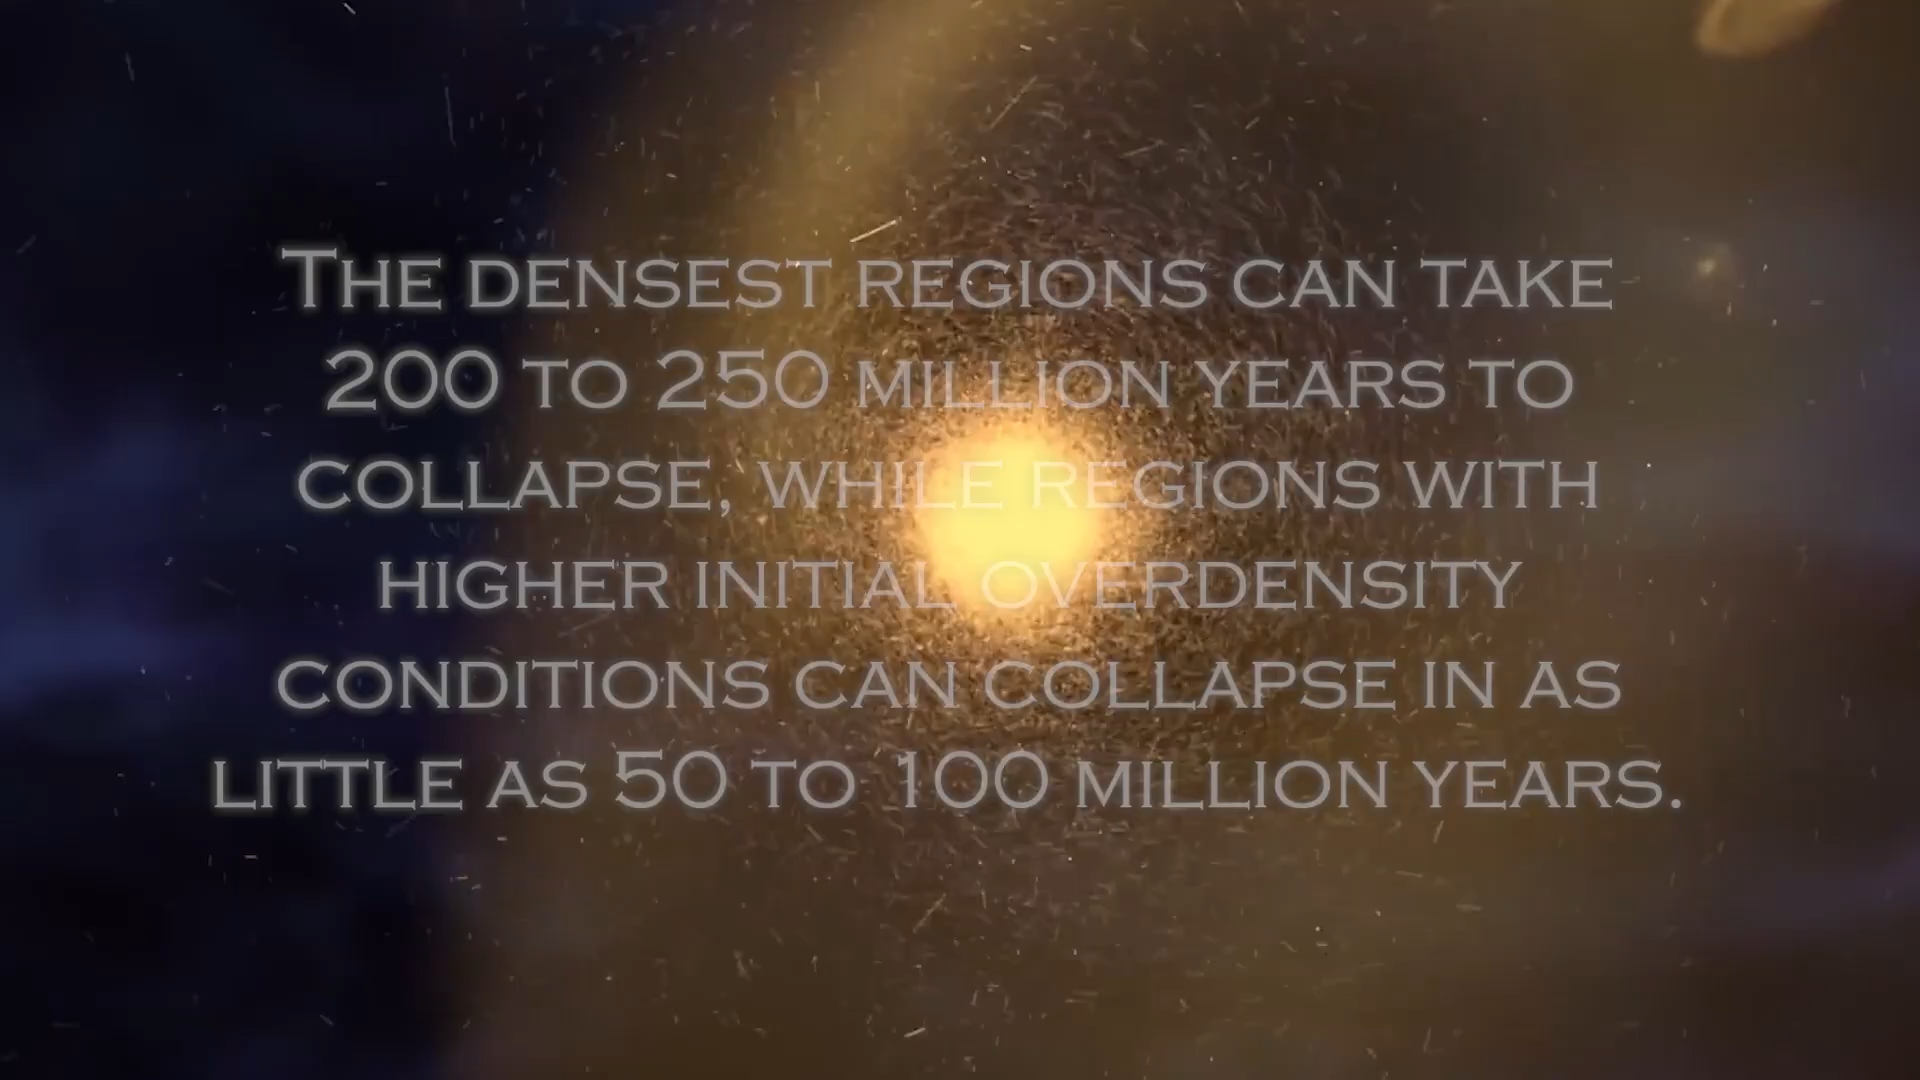 The densest regions can take
200 to 250 million years to
collapse, while regions with
higher initial overdensity
conditions can collapse in as
little as 50 to 100 million years.